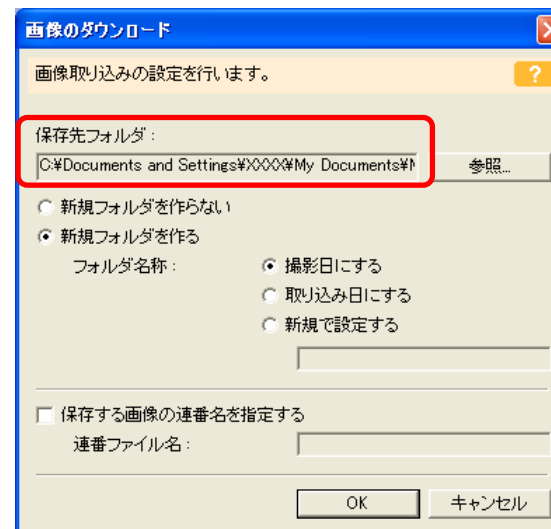 画像のダウンロード
画像取り込みの設定を行います。
?
保存先フォルダ：
C:¥Documents and Settings¥XXXX¥My Documents¥
参照...
新規フォルダを作らない
新規フォルダを作る
フォルダ名称： 撮影日にする
取り込み日にする
新規で設定する
保存する画像の連番名を指定する
連番ファイル名：
OK キャンセル